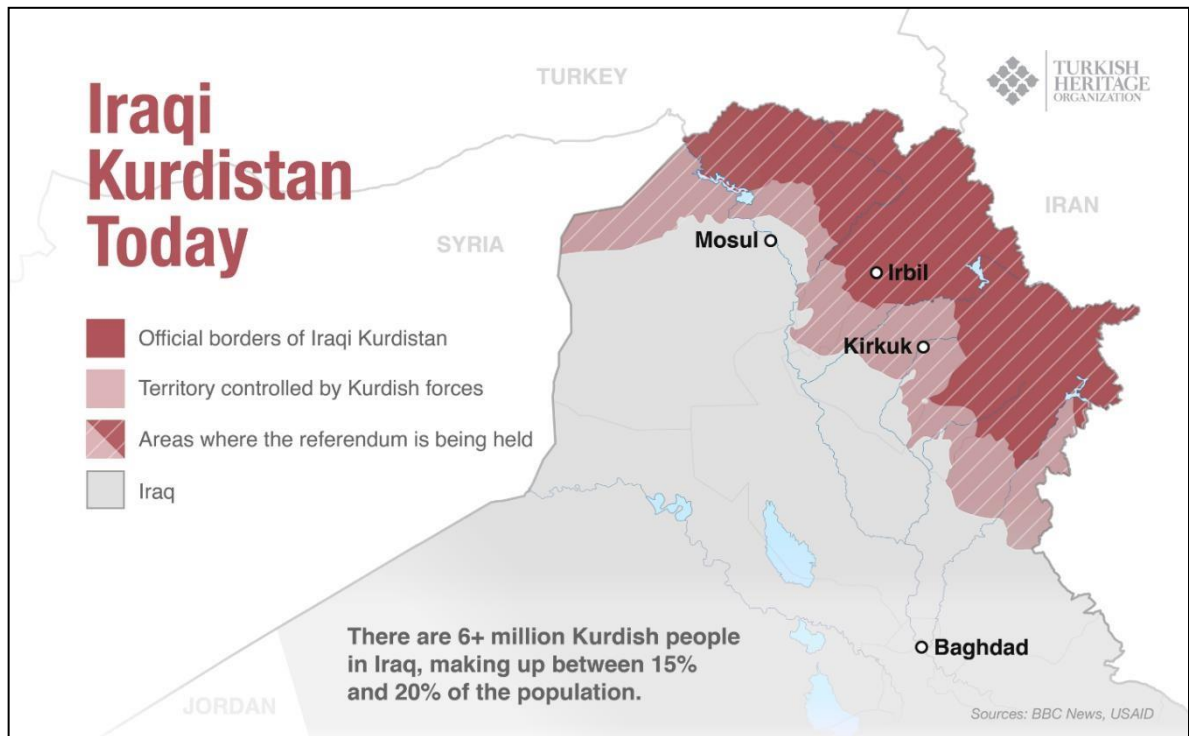 Iraqi
Kurdistan
Today
TURKEY
TURKISH
HERITAGE
ORGANIZATION
IRAN
SYRIA
Mosul
Irbil
Kirkuk
Official borders of Iraqi Kurdistan
Territory controlled by Kurdish forces
Areas where the referendum is being held
Iraq
There are 6+ million Kurdish people
in Iraq, making up between 15%
and 20% of the population.
Baghdad
JORDAN
Sources: BBC News, USAID